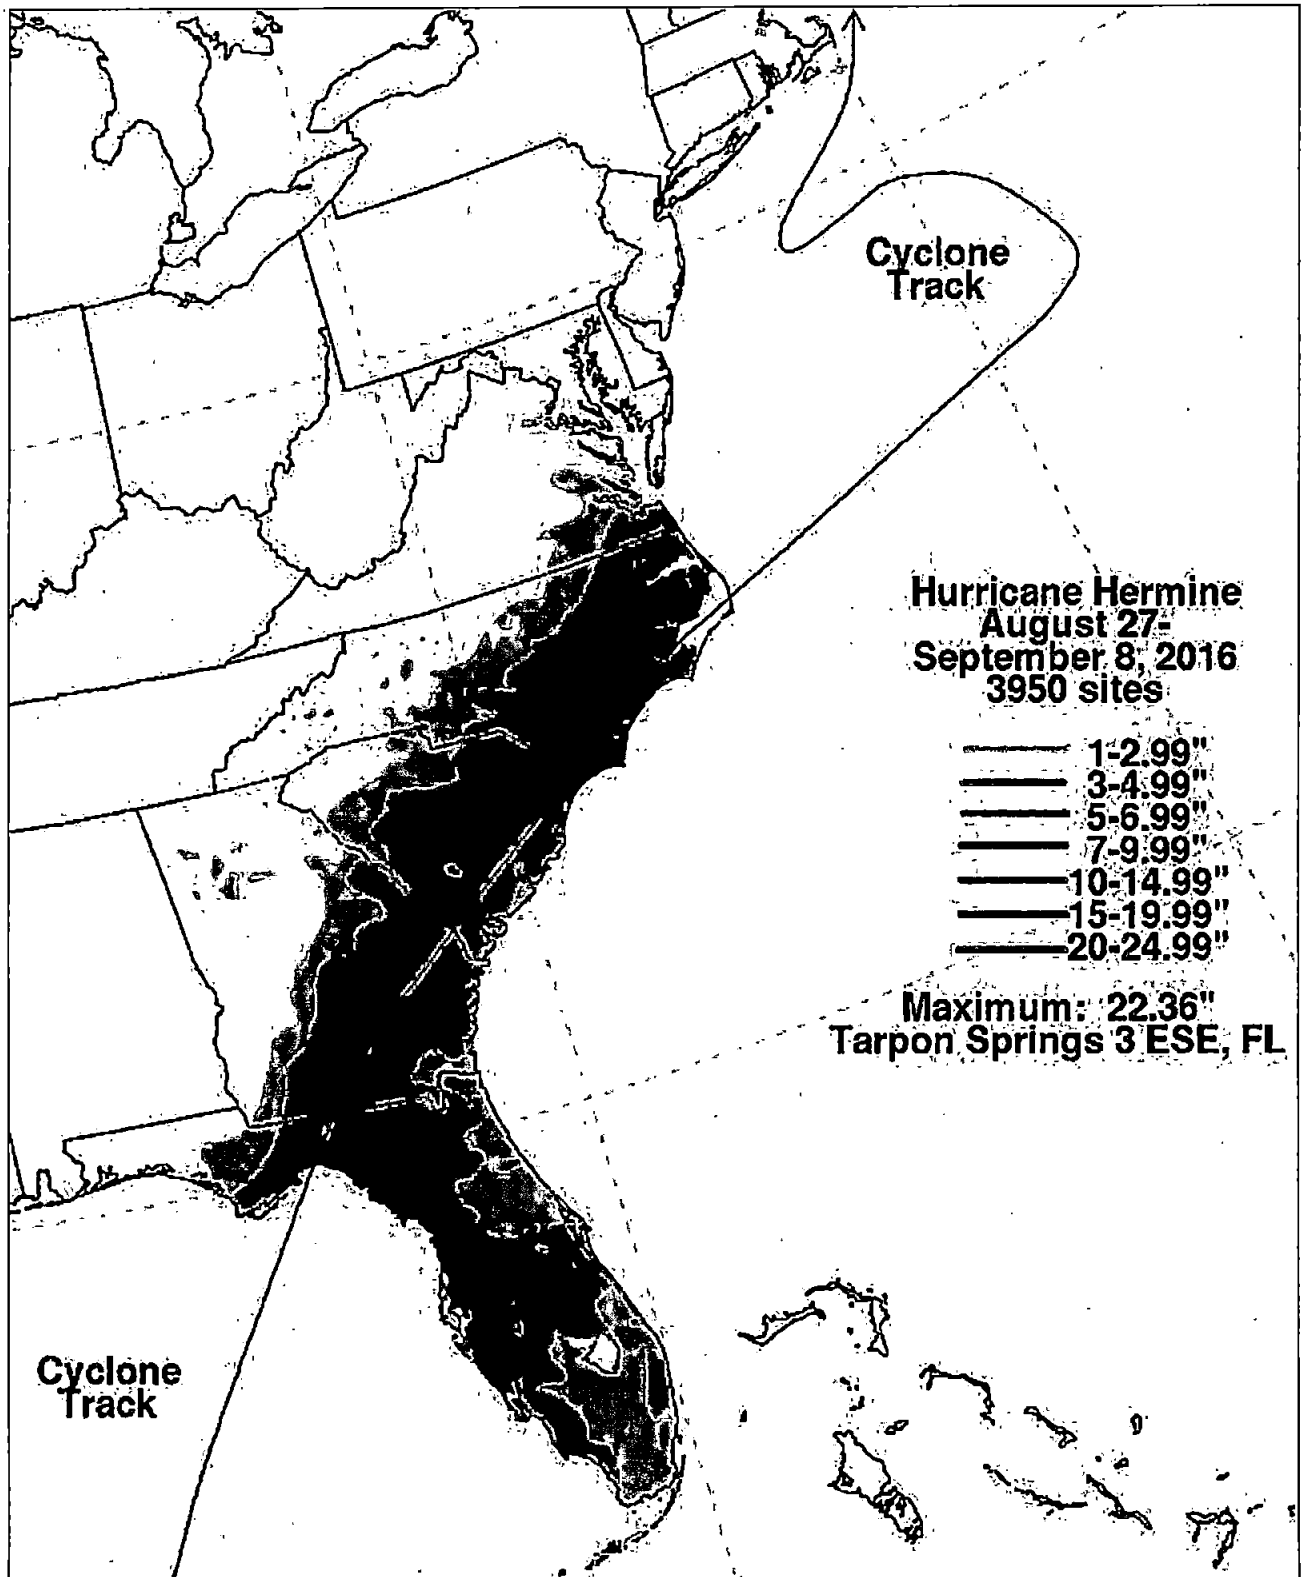 Cyclone
Track
Hurricane Hermine
August 27-
September 8, 2016
3950 sites
1-2.99"
3-4.99"
5-6.99"
7-9.99"
10-14.99"
15-19.99"
20-24.99"
Maximum: 22.36"
Tarpon Springs 3 ESE, FL
Cyclone
Track